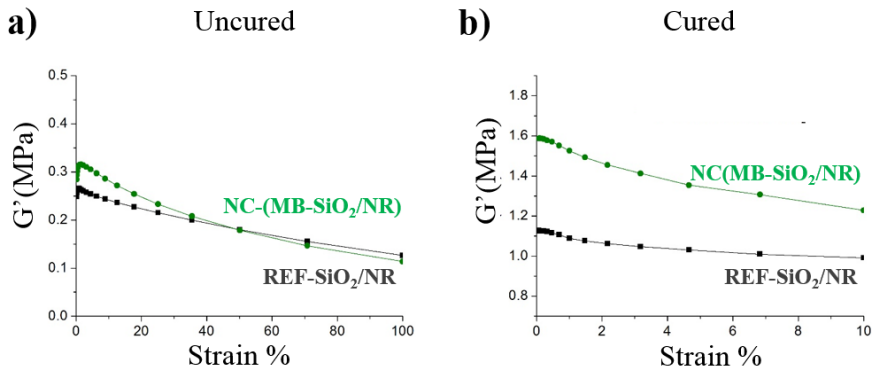 a)
Uncured
G’ (MPa)
0.5
0.4
0.3
0.2
0.1
0.0
NC-(MB-SiO₂/NR)
REF-SiO₂/NR
0
20
40
60
80
100
Strain %
b)
Cured
G’ (MPa)
1.8
1.6
1.4
1.2
1.0
0.8
NC(MB-SiO₂/NR)
REF-SiO₂/NR
0
2
4
6
8
10
Strain %